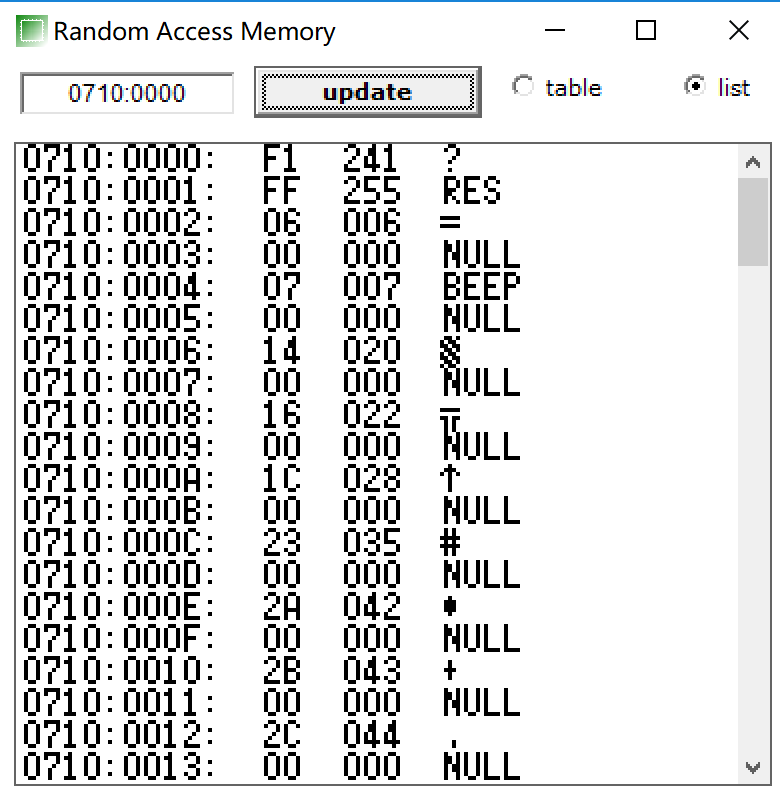 Random Access Memory
0710:0000 update table list
0710:0000: F1 241 ?
0710:0001: FF 255 RES
0710:0002: 06 006 =
0710:0003: 00 000 NULL
0710:0004: 07 007 BEEP
0710:0005: 00 000 NULL
0710:0006: 14 020 §
0710:0007: 00 000 NULL
0710:0008: 16 022 ╥
0710:0009: 00 000 NULL
0710:000A: 1C 028 ↑
0710:000B: 00 000 NULL
0710:000C: 23 035 #
0710:000D: 00 000 NULL
0710:000E: 2A 042 *
0710:000F: 00 000 NULL
0710:0010: 2B 043 +
0710:0011: 00 000 NULL
0710:0012: 2C 044 ,
0710:0013: 00 000 NULL